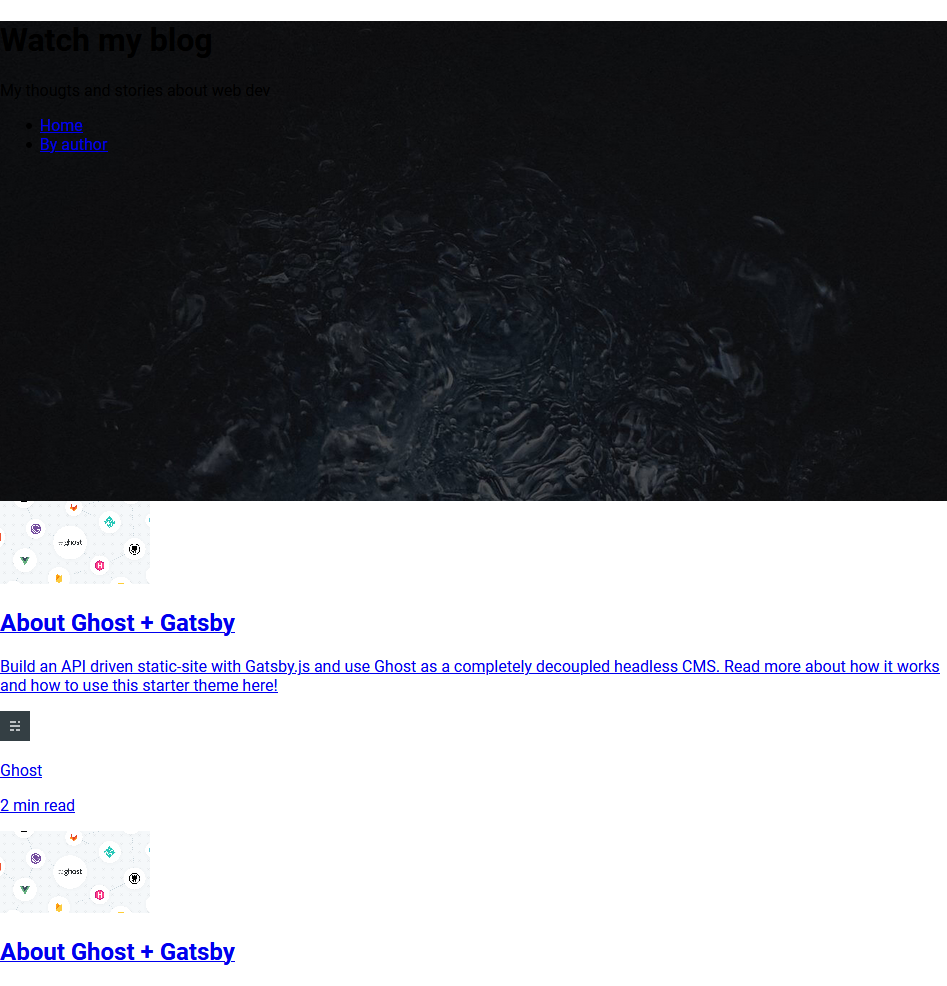 Watch my blog
My thougts and stories about web dev
Home
By author
ghost
About Ghost + Gatsby
Build an API driven static-site with Gatsby.js and use Ghost as a completely decoupled headless CMS. Read more about how it works
and how to use this starter theme here!
Ghost
2 min read
ghost
About Ghost + Gatsby